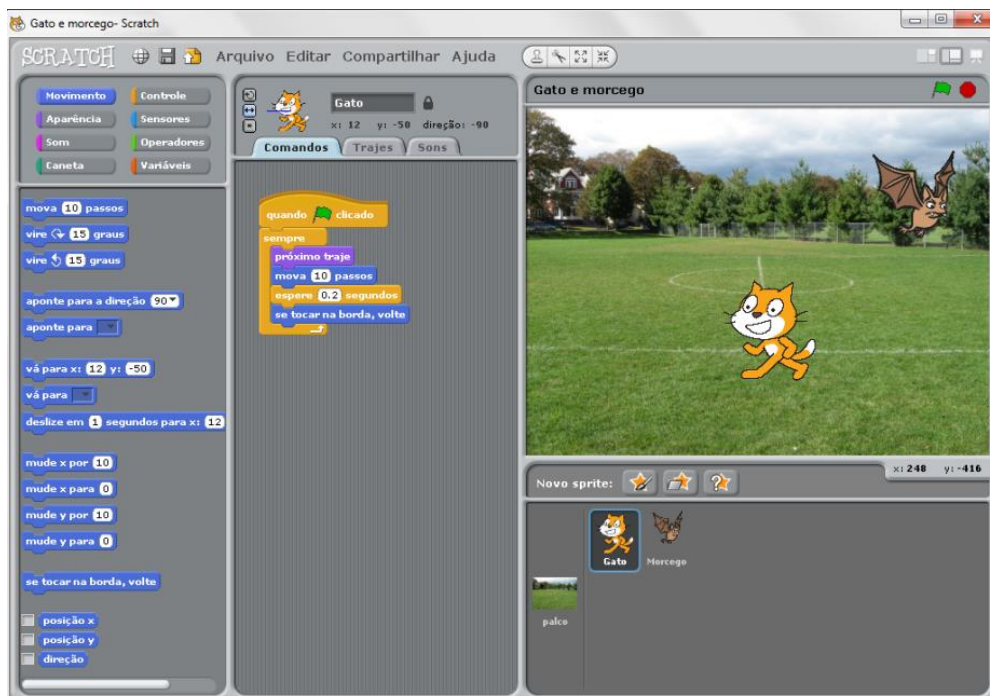 Gato e morcego- Scratch
SCRATCH Arquivo Editar Compartilhar Ajuda
Movimento Controle
Aparência Sensores
Som Operadores
Caneta Variáveis
mova 10 passos
vire 15 graus
vire 15 graus
aponte para a direção 90
aponte para
vá para x: 12 y: -50
vá para
deslize em 1 segundos para x: 12
mude x por 10
mude x para 0
mude y por 10
mude y para 0
se tocar na borda, volte
posição x
posição y
direção
Gato
x: 12 y: -50 direção: -90
Comandos Trajes Sons
quando clicado
sempre
próximo traje
mova 10 passos
espere 0.2 segundos
se tocar na borda, volte
Gato e morcego
x: 248 y: -416
Novo sprite:
Gato Morcego
palco